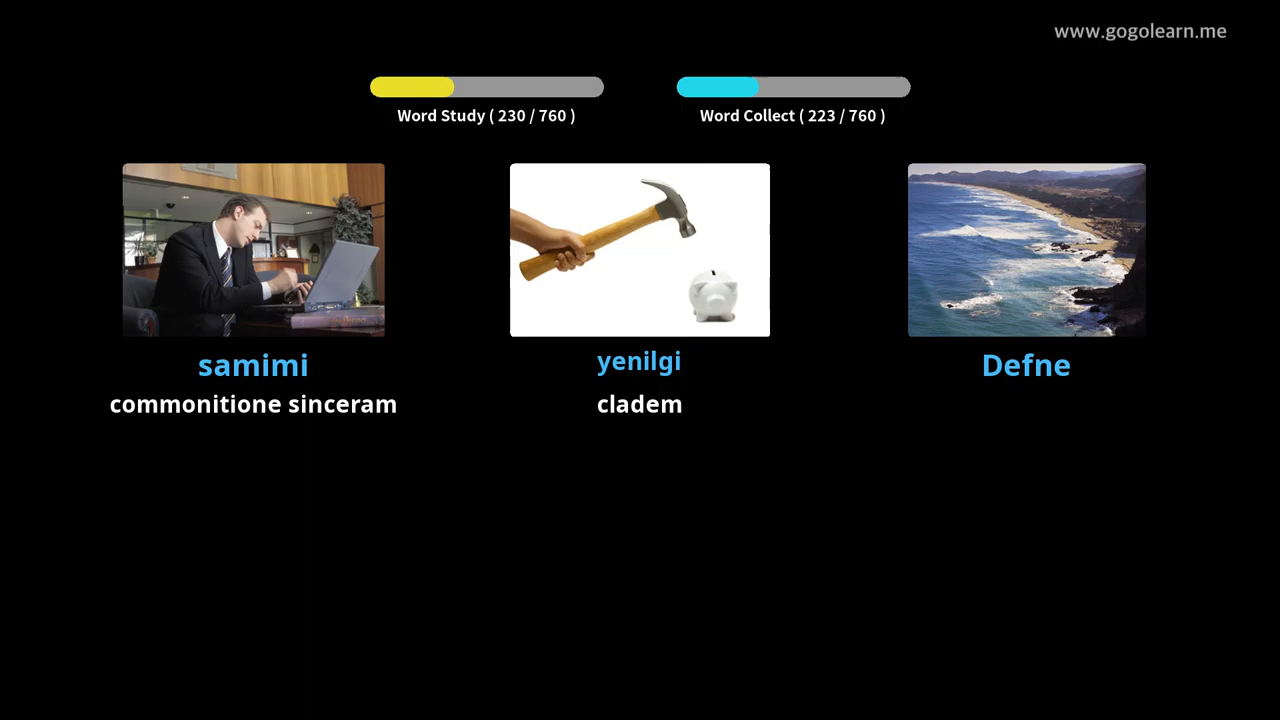 www.gogolearn.me
Word Study ( 230 / 760 )
Word Collect ( 223 / 760 )
samimi
yenilgi
Defne
commonitione sinceram
cladem